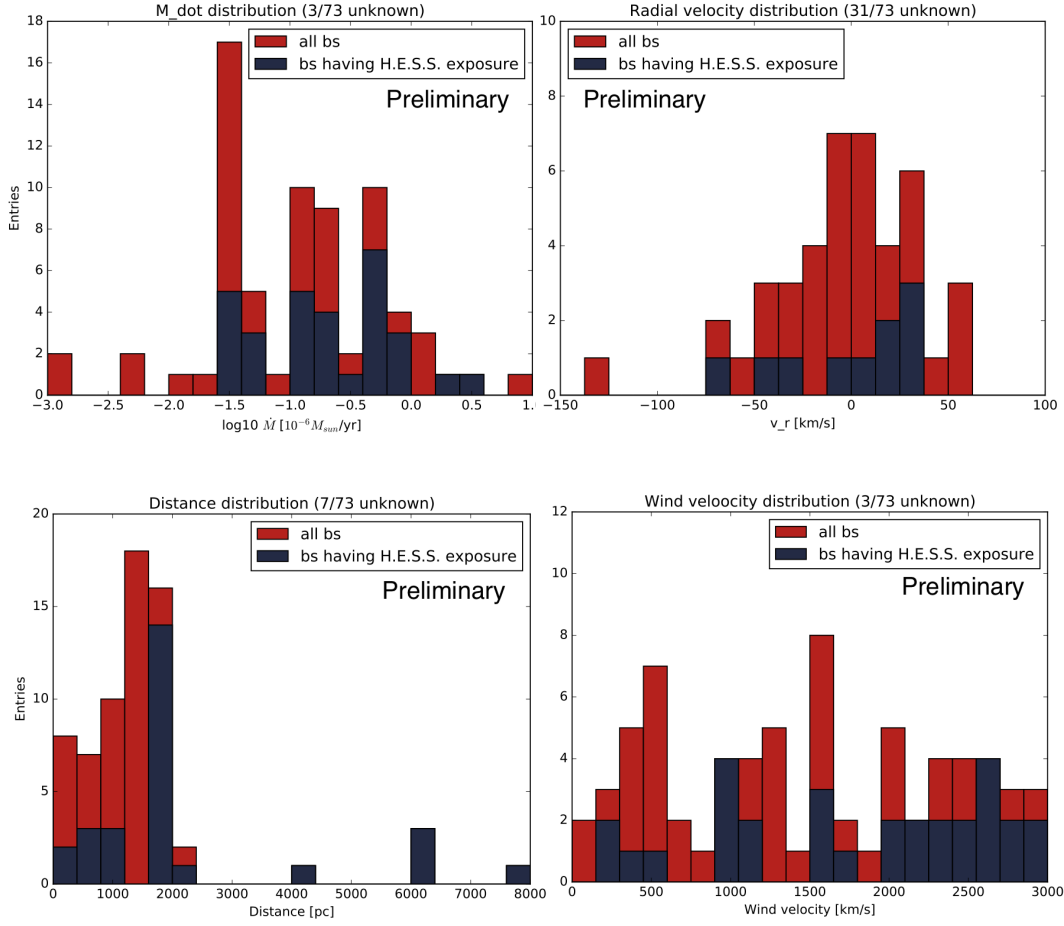 M_dot distribution (3/73 unknown)
all bs
bs having H.E.S.S. exposure
Preliminary
Entries
18
16
14
12
10
8
6
4
2
0
−3.0 −2.5 −2.0 −1.5 −1.0 −0.5 0.0 0.5 1.0
log10 Ṁ [10⁻⁶M_sun/yr]
Radial velocity distribution (31/73 unknown)
all bs
bs having H.E.S.S. exposure
Preliminary
10
8
6
4
2
0
−150 −100 −50 0 50 100
v_r [km/s]
Distance distribution (7/73 unknown)
all bs
bs having H.E.S.S. exposure
Preliminary
Entries
20
15
10
5
0
0 1000 2000 3000 4000 5000 6000 7000 8000
Distance [pc]
Wind veloocity distribution (3/73 unknown)
all bs
bs having H.E.S.S. exposure
Preliminary
12
10
8
6
4
2
0
0 500 1000 1500 2000 2500 3000
Wind velocity [km/s]